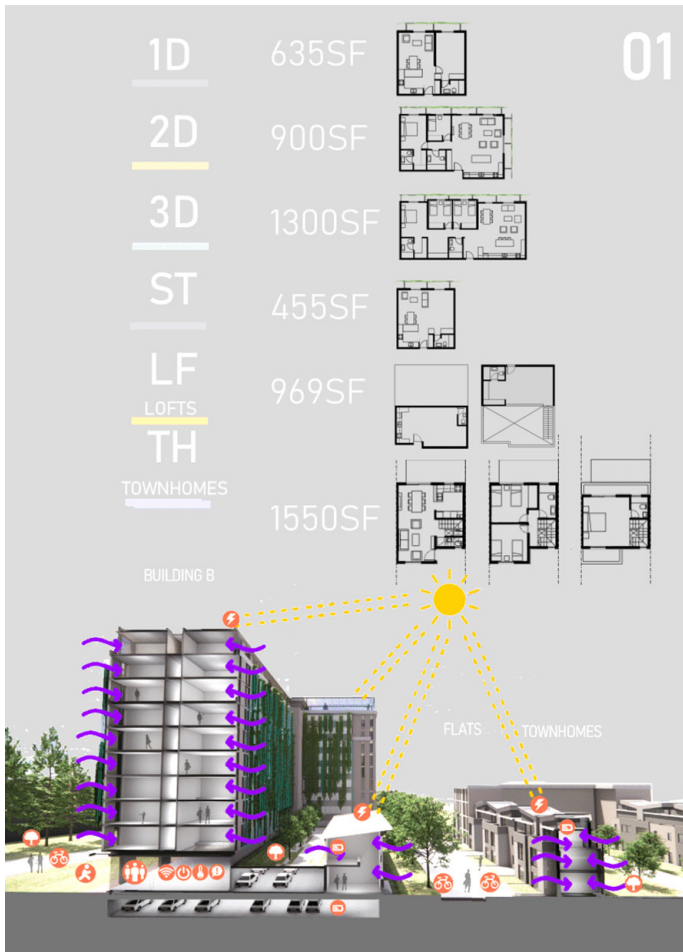 1D 635SF 01
2D 900SF
3D 1300SF
ST 455SF
LF 969SF
LOFTS
TH
TOWNHOMES 1550SF
BUILDING B
FLATS TOWNHOMES